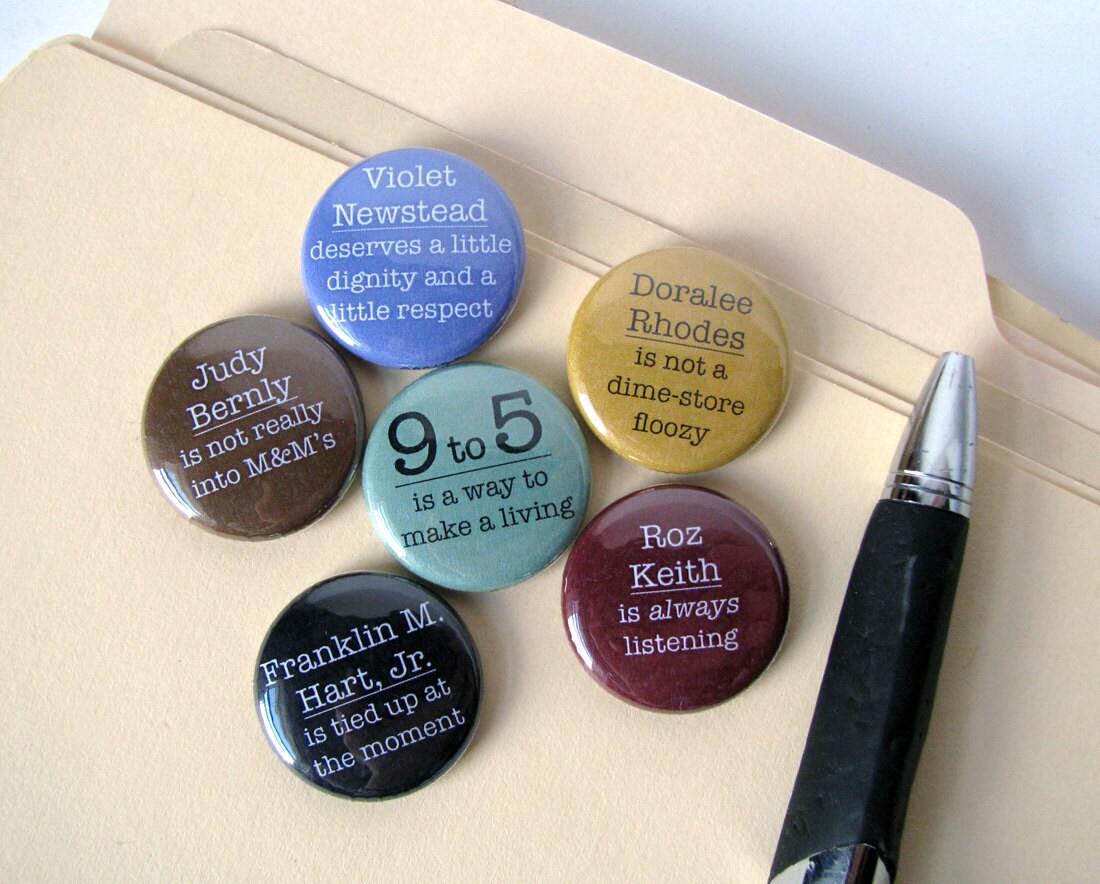 Violet
Newstead
deserves a little
dignity and a
little respect
Doralee
Rhodes
is not a
dime-store
floozy
Judy
Bernly
is not really
into M&M's
9 to 5
is a way to
make a living
Roz
Keith
is always
listening
Franklin M.
Hart, Jr.
is tied up at
the moment